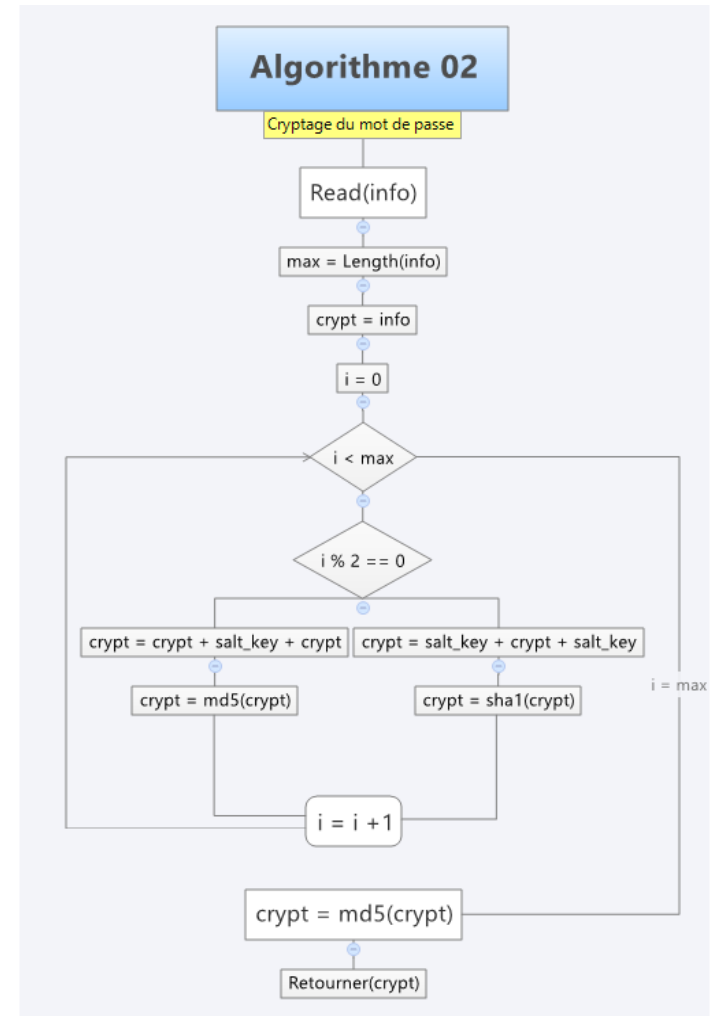 Algorithme 02
Cryptage du mot de passe
Read(info)
max = Length(info)
crypt = info
i = 0
i < max
i % 2 == 0
crypt = crypt + salt_key + crypt
crypt = salt_key + crypt + salt_key
crypt = md5(crypt)
crypt = sha1(crypt)
i = max
i = i +1
crypt = md5(crypt)
Retourner(crypt)